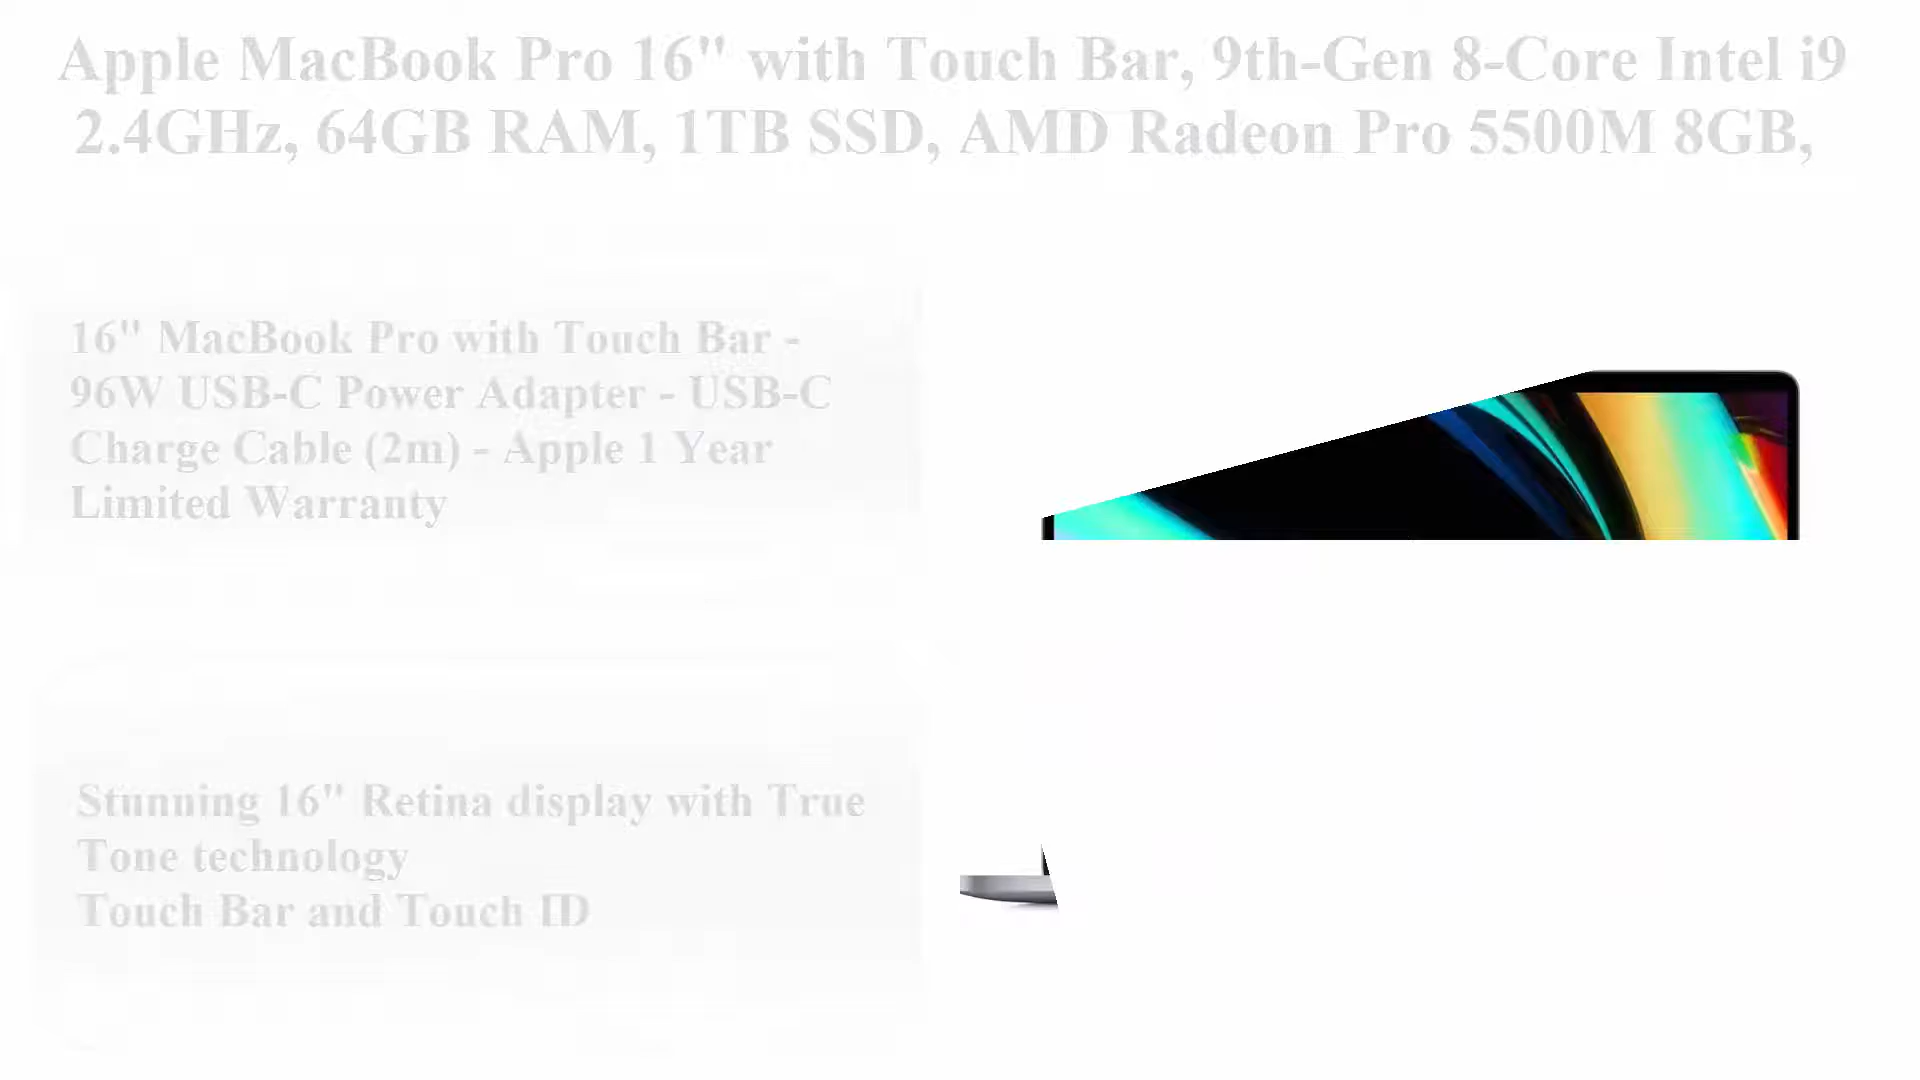 Apple MacBook Pro 16" with Touch Bar, 9th-Gen 8-Core Intel i9
2.4GHz, 64GB RAM, 1TB SSD, AMD Radeon Pro 5500M 8GB,
16" MacBook Pro with Touch Bar -
96W USB-C Power Adapter - USB-C
Charge Cable (2m) - Apple 1 Year
Limited Warranty
Stunning 16" Retina display with True
Tone technology
Touch Bar and Touch ID